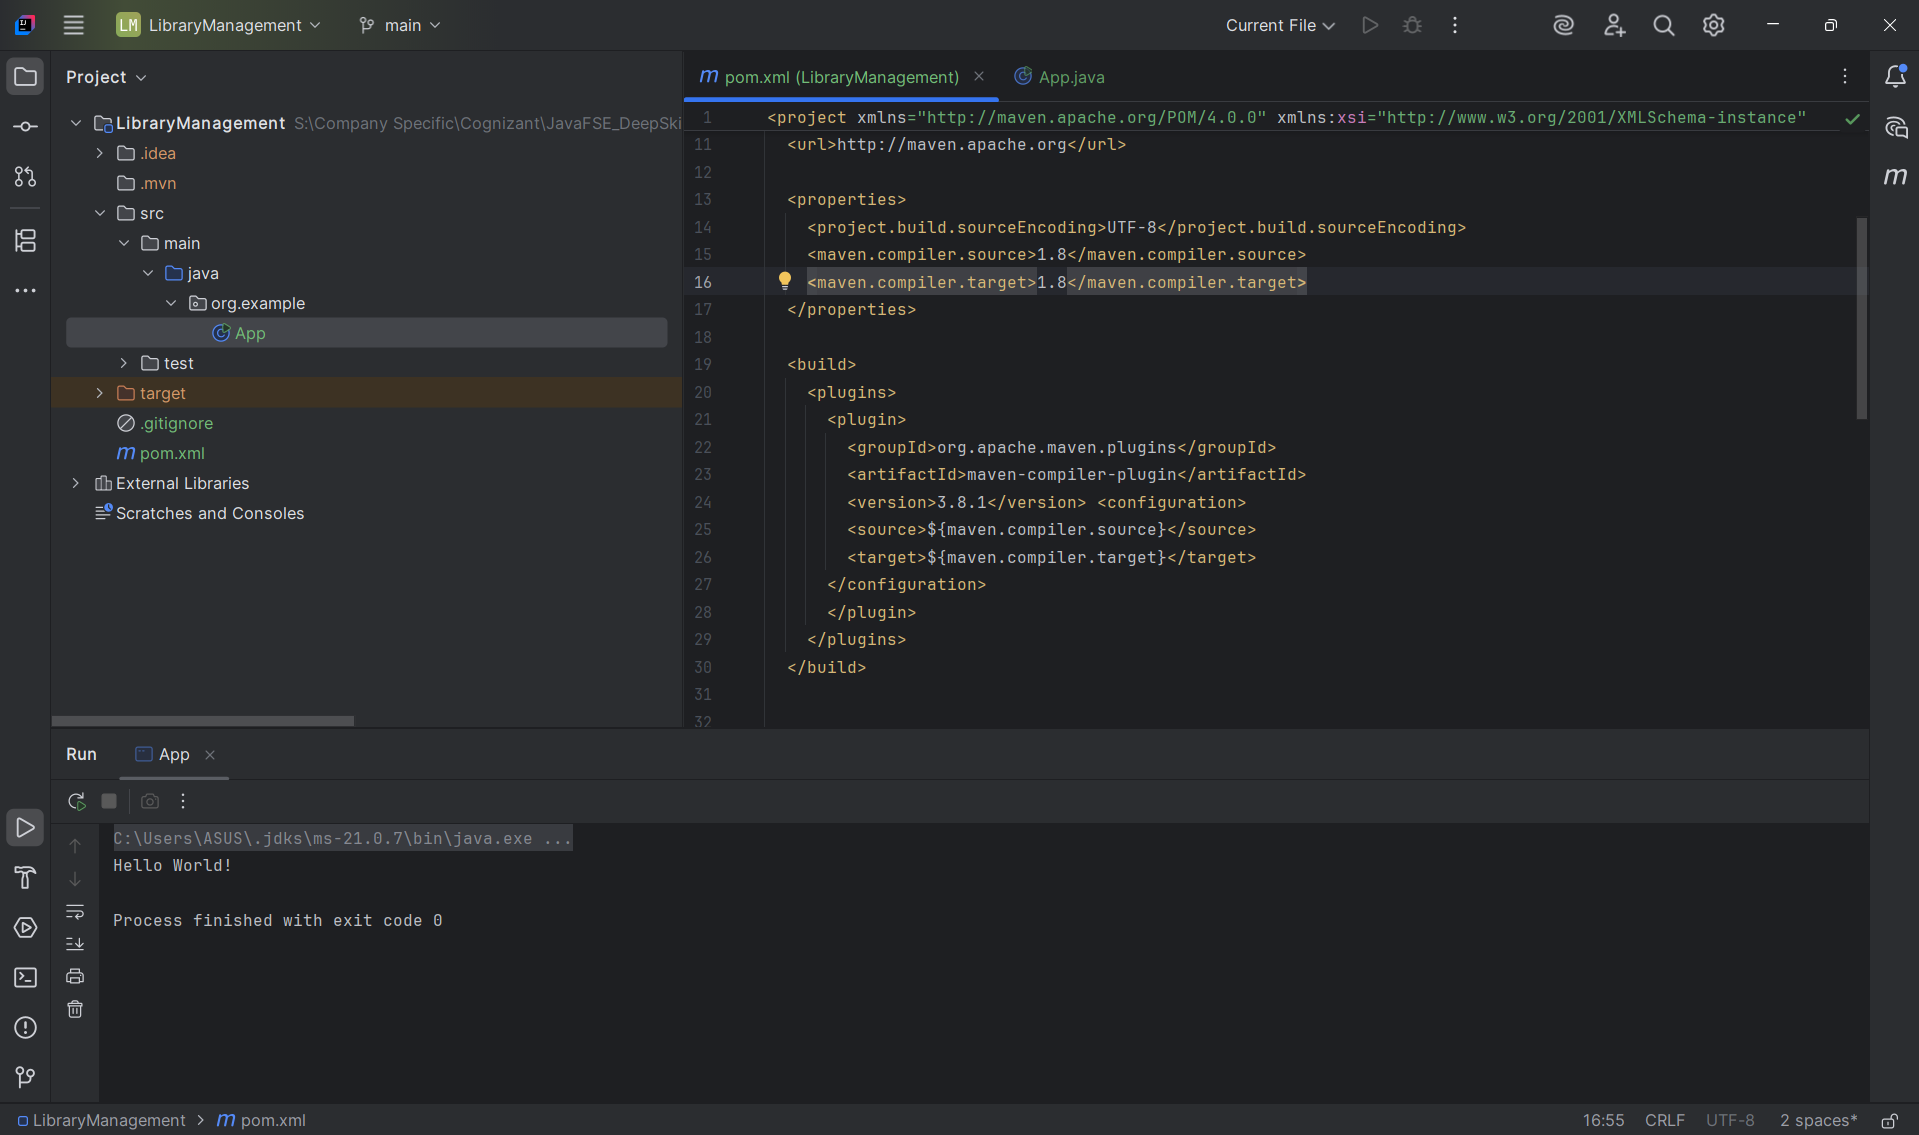 LM LibraryManagement main Current File
Project
LibraryManagement S:\Company Specific\Cognizant\JavaFSE_DeepSki
.idea
.mvn
src
main
java
org.example
App
test
target
.gitignore
m pom.xml
External Libraries
Scratches and Consoles
m pom.xml (LibraryManagement) App.java
1 <project xmlns="http://maven.apache.org/POM/4.0.0" xmlns:xsi="http://www.w3.org/2001/XMLSchema-instance"
11 <url>http://maven.apache.org</url>
12
13 <properties>
14 <project.build.sourceEncoding>UTF-8</project.build.sourceEncoding>
15 <maven.compiler.source>1.8</maven.compiler.source>
16 <maven.compiler.target>1.8</maven.compiler.target>
17 </properties>
18
19 <build>
20 <plugins>
21 <plugin>
22 <groupId>org.apache.maven.plugins</groupId>
23 <artifactId>maven-compiler-plugin</artifactId>
24 <version>3.8.1</version> <configuration>
25 <source>${maven.compiler.source}</source>
26 <target>${maven.compiler.target}</target>
27 </configuration>
28 </plugin>
29 </plugins>
30 </build>
31
32
m
Run App
C:\Users\ASUS\.jdks\ms-21.0.7\bin\java.exe ...
Hello World!
Process finished with exit code 0
LibraryManagement > m pom.xml 16:55 CRLF UTF-8 2 spaces*